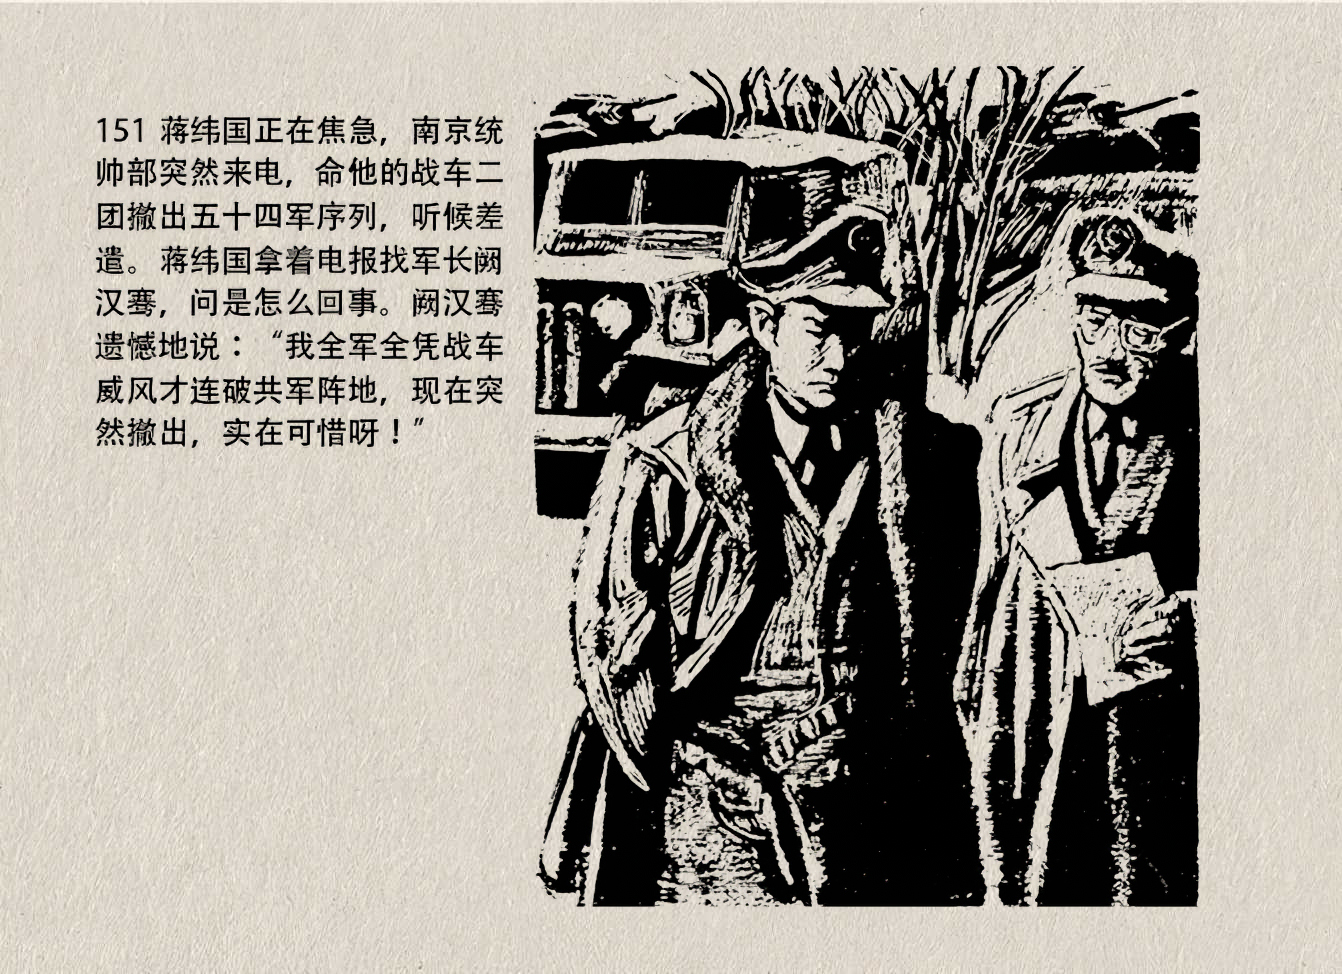 151 蒋纬国正在焦急，南京统
帅部突然来电，命他的战车二
团撤出五十四军序列，听候差
遣。蒋纬国拿着电报找军长阙
汉骞，问是怎么回事。阙汉骞
遗憾地说：“我全军全凭战车
威风才连破共军阵地，现在突
然撤出，实在可惜呀！”